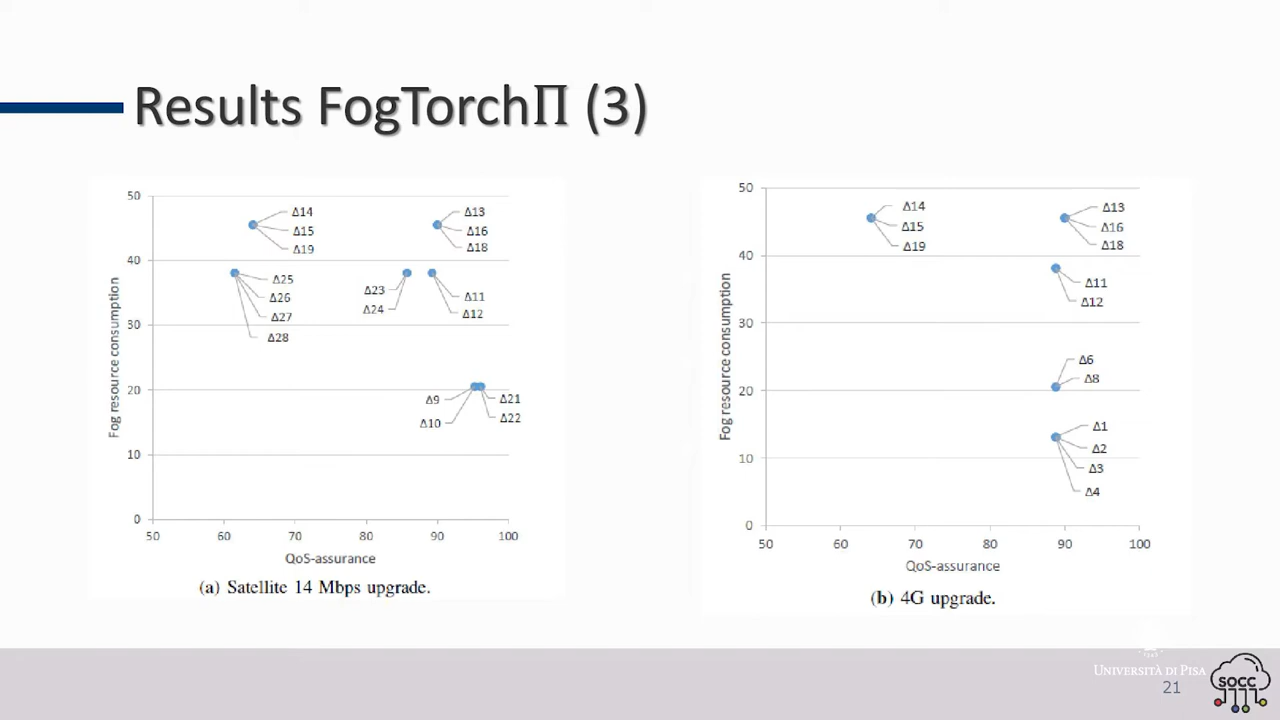 Results FogTorchΠ (3)
50
40
30
20
10
0
50 60 70 80 90 100
Fog resource consumption
QoS-assurance
Δ14
Δ15
Δ19
Δ13
Δ16
Δ18
Δ25
Δ26
Δ27
Δ28
Δ23
Δ24
Δ11
Δ12
Δ9
Δ10
Δ21
Δ22
(a) Satellite 14 Mbps upgrade.
50
40
30
20
10
0
50 60 70 80 90 100
Fog resource consumption
QoS-assurance
Δ14
Δ15
Δ19
Δ13
Δ16
Δ18
Δ11
Δ12
Δ6
Δ8
Δ1
Δ2
Δ3
Δ4
(b) 4G upgrade.
UNIVERSITÀ DI PISA
21
SOCC